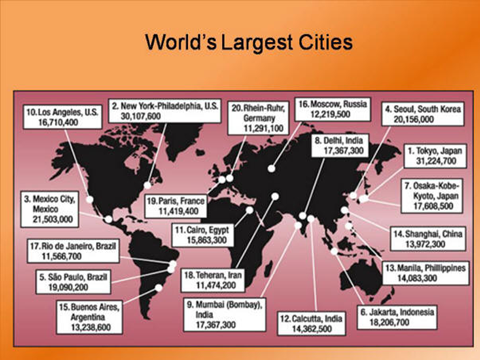 World's Largest Cities
10. Los Angeles, U.S.
16,710,400
2. New York-Philadelphia, U.S.
30,107,600
20. Rhein-Ruhr,
Germany
11,291,100
16. Moscow, Russia
12,219,500
4. Seoul, South Korea
20,156,000
8. Delhi, India
17,367,300
1. Tokyo, Japan
31,224,700
3. Mexico City,
Mexico
21,503,000
7. Osaka-Kobe-
Kyoto, Japan
17,608,500
19. Paris, France
11,419,400
11. Cairo, Egypt
15,863,300
14. Shanghai, China
13,972,300
17. Rio de Janeiro, Brazil
11,566,700
18. Teheran, Iran
11,474,200
13. Manila, Phillippines
14,083,300
5. São Paulo, Brazil
19,090,200
15. Buenos Aires,
Argentina
13,238,600
9. Mumbai (Bombay),
India
17,367,300
12. Calcutta, India
14,362,500
6. Jakarta, Indonesia
18,206,700